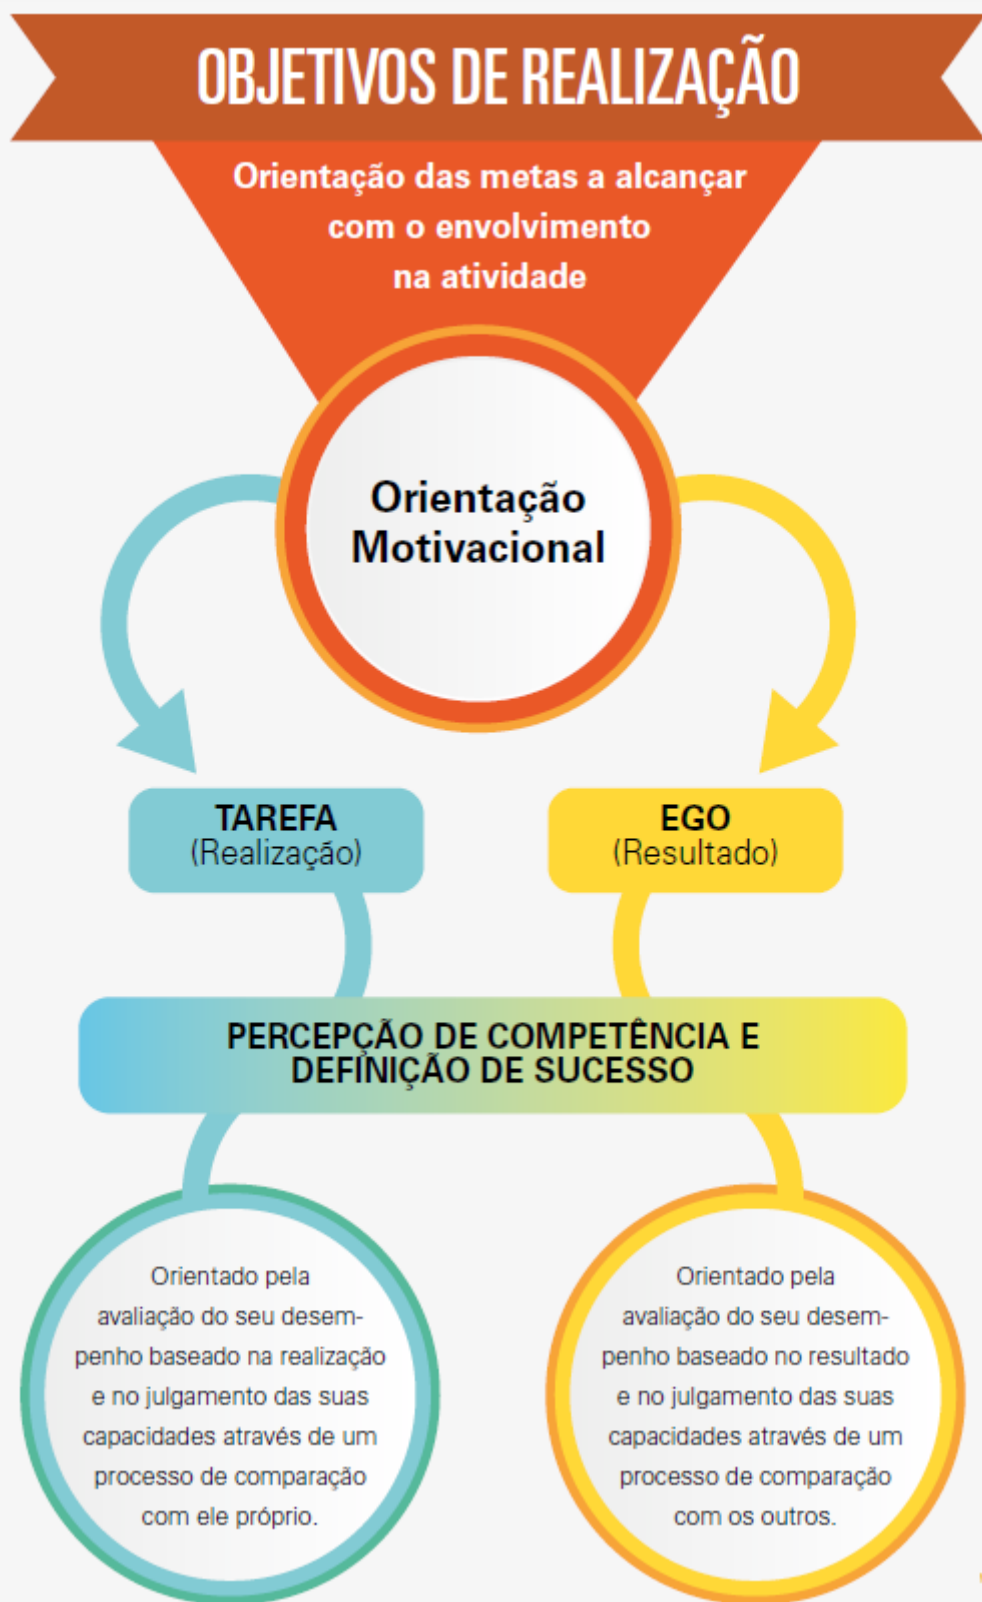 OBJETIVOS DE REALIZAÇÃO
Orientação das metas a alcançar
com o envolvimento
na atividade
Orientação
Motivacional
TAREFA
(Realização)
EGO
(Resultado)
PERCEPÇÃO DE COMPETÊNCIA E
DEFINIÇÃO DE SUCESSO
Orientado pela
avaliação do seu desem-
penho baseado na realização
e no julgamento das suas
capacidades através de um
processo de comparação
com ele próprio.
Orientado pela
avaliação do seu desem-
penho baseado no resultado
e no julgamento das suas
capacidades através de um
processo de comparação
com os outros.